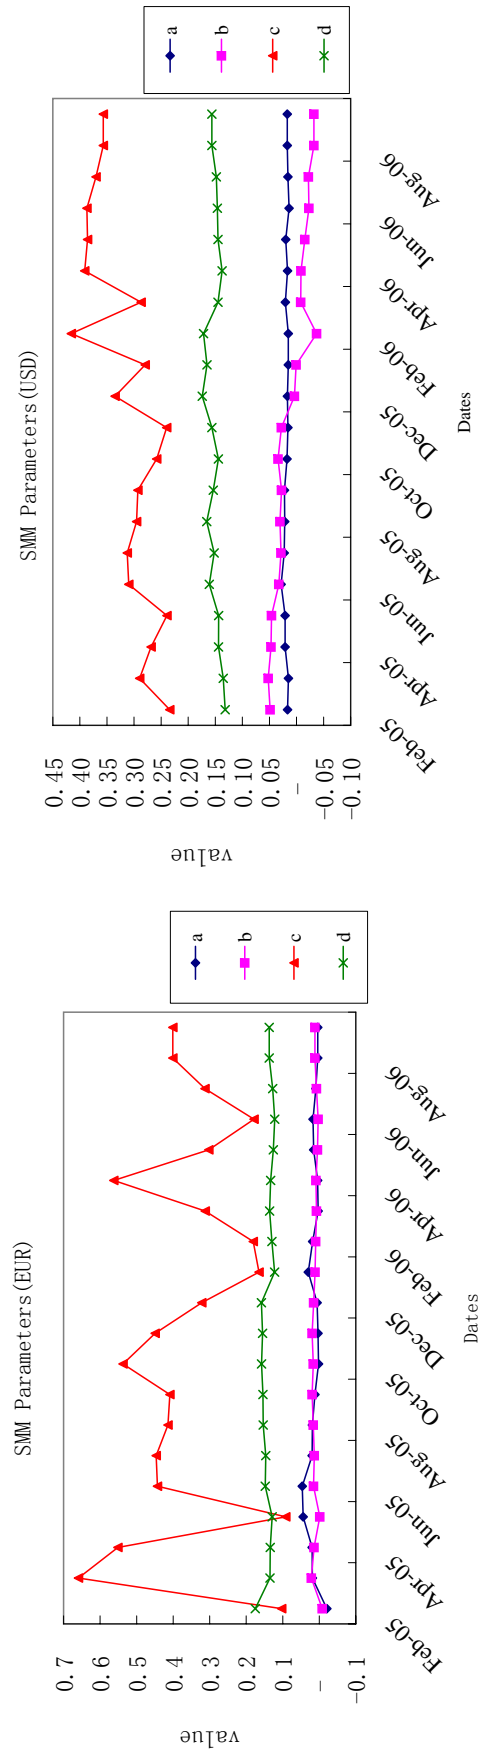 SMM Parameters(EUR)
0.7
0.6
0.5
0.4
0.3
0.2
0.1
–
−0.1
value
Feb-05
Apr-05
Jun-05
Aug-05
Oct-05
Dec-05
Feb-06
Apr-06
Jun-06
Aug-06
Dates
a
b
c
d
SMM Parameters(USD)
0.45
0.40
0.35
0.30
0.25
0.20
0.15
0.10
0.05
–
−0.05
−0.10
value
Feb-05
Apr-05
Jun-05
Aug-05
Oct-05
Dec-05
Feb-06
Apr-06
Jun-06
Aug-06
Dates
a
b
c
d